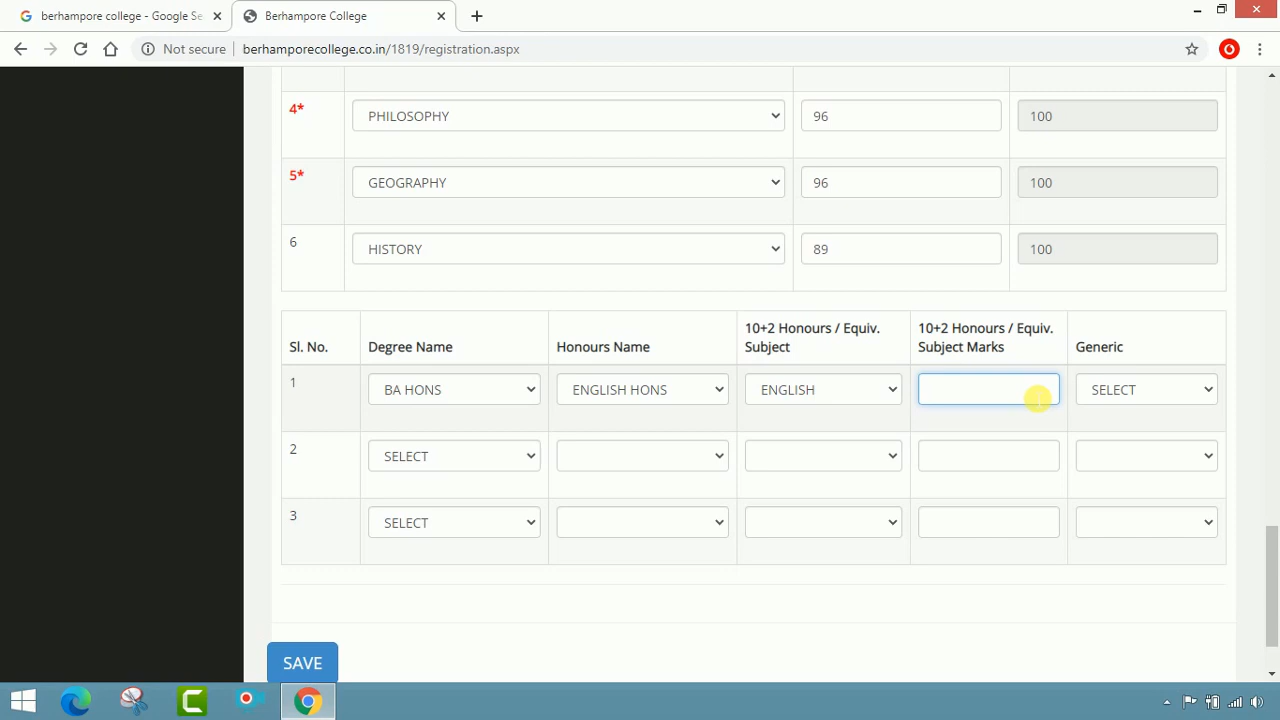 berhampore college - Google Se
Berhampore College
Not secure
berhamporecollege.co.in/1819/registration.aspx
4* PHILOSOPHY 96 100
5* GEOGRAPHY 96 100
6 HISTORY 89 100
Sl. No. Degree Name Honours Name 10+2 Honours / Equiv. Subject 10+2 Honours / Equiv. Subject Marks Generic
1 BA HONS ENGLISH HONS ENGLISH SELECT
2 SELECT
3 SELECT
SAVE